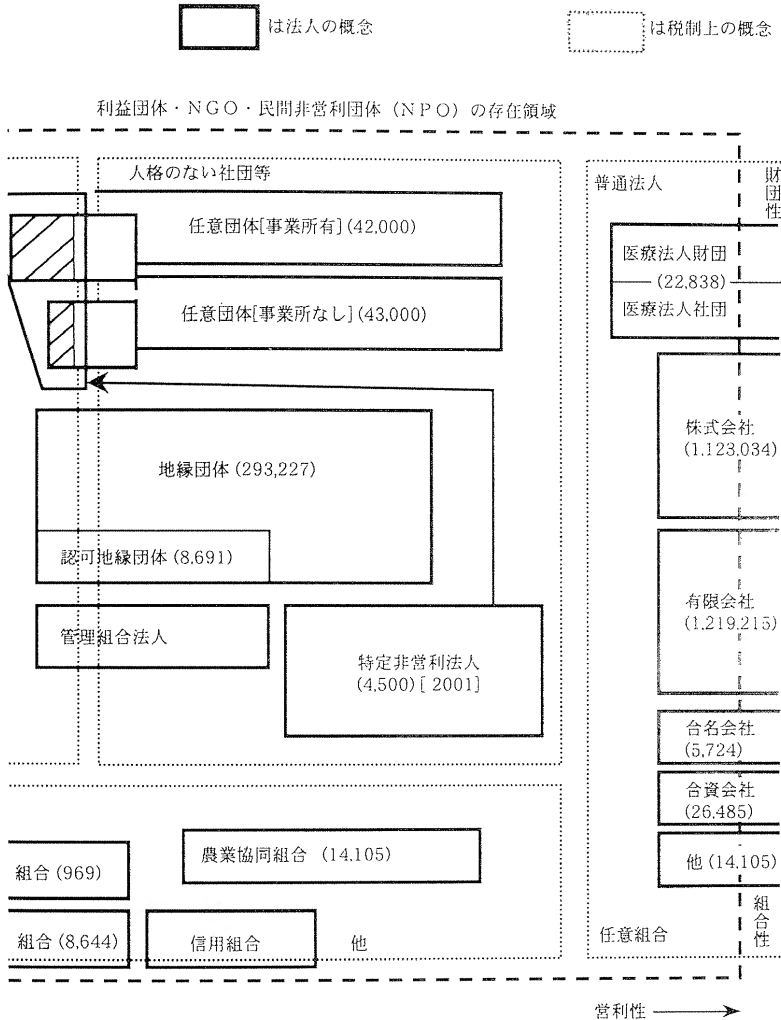 は法人の概念
は税制上の概念
利益団体・NGO・民間非営利団体(NPO)の存在領域
人格のない社団等
任意団体[事業所有](42,000)
任意団体[事業所なし](43,000)
地縁団体(293,227)
認可地縁団体(8,691)
管理組合法人
特定非営利法人
(4,500)[ 2001]
普通法人
財団性
医療法人財団
(22,838)
医療法人社団
株式会社
(1,123,034)
有限会社
(1,219,215)
合名会社
(5,724)
合資会社
(26,485)
他(14,105)
組合(969)
農業協同組合 (14,105)
組合(8,644)
信用組合
他
任意組合
組合性
営利性